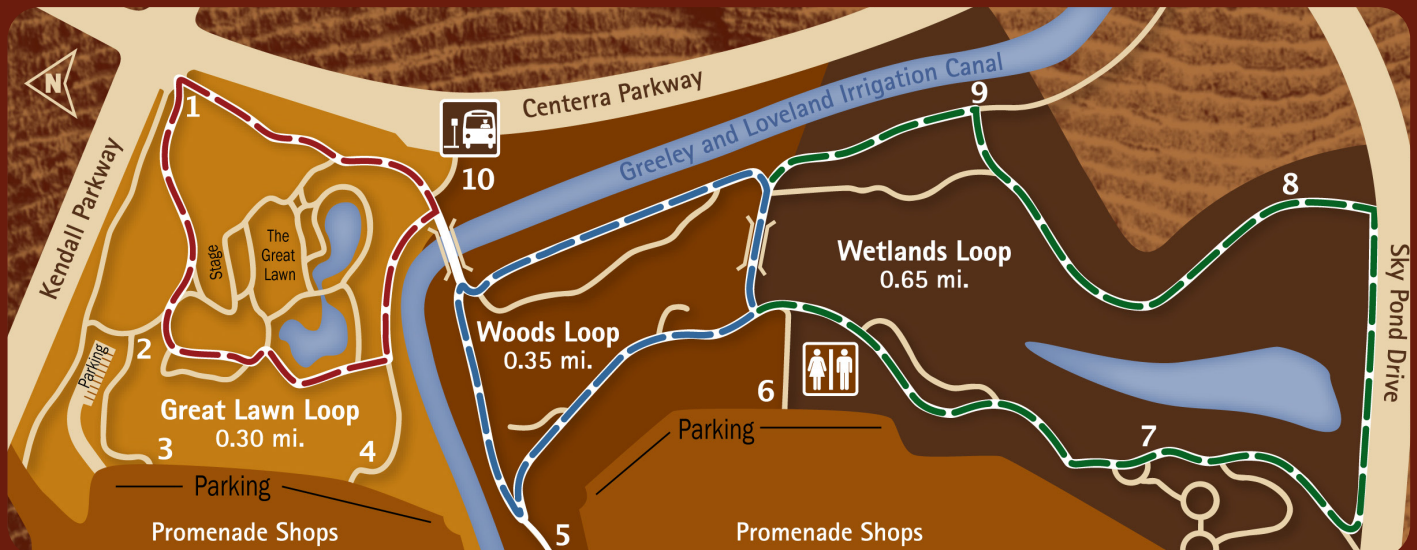 N
Kendall Parkway
Centerra Parkway
Greeley and Loveland Irrigation Canal
Sky Pond Drive
1
2
3
4
5
6
7
8
9
10
Stage
The
Great
Lawn
Parking
Great Lawn Loop
0.30 mi.
Woods Loop
0.35 mi.
Wetlands Loop
0.65 mi.
Parking
Parking
Promenade Shops
Promenade Shops